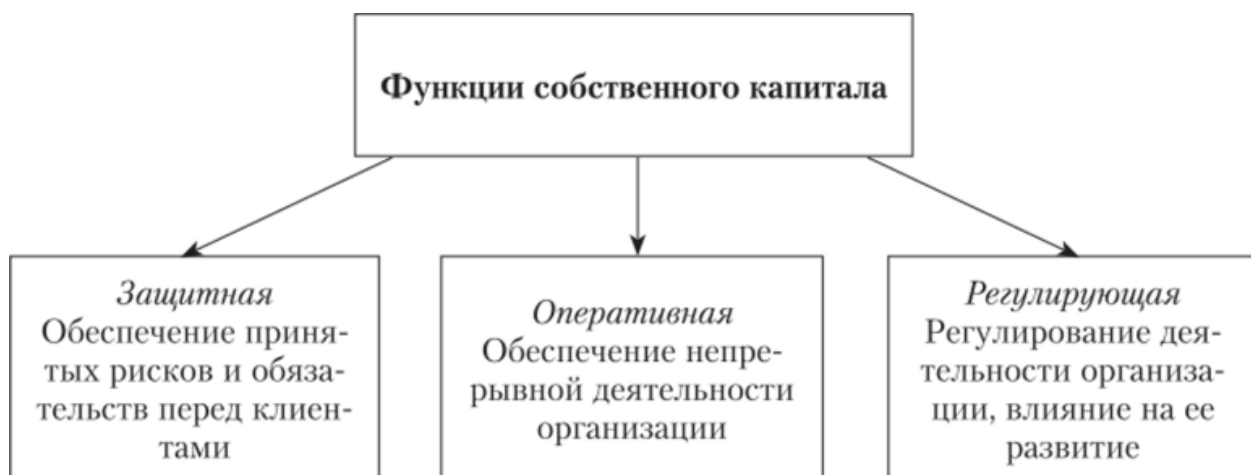 Функции собственного капитала
Защитная
Обеспечение приня-
тых рисков и обяза-
тельств перед клиен-
тами
Оперативная
Обеспечение непре-
рывной деятельности
организации
Регулирующая
Регулирование дея-
тельности организа-
ции, влияние на ее
развитие